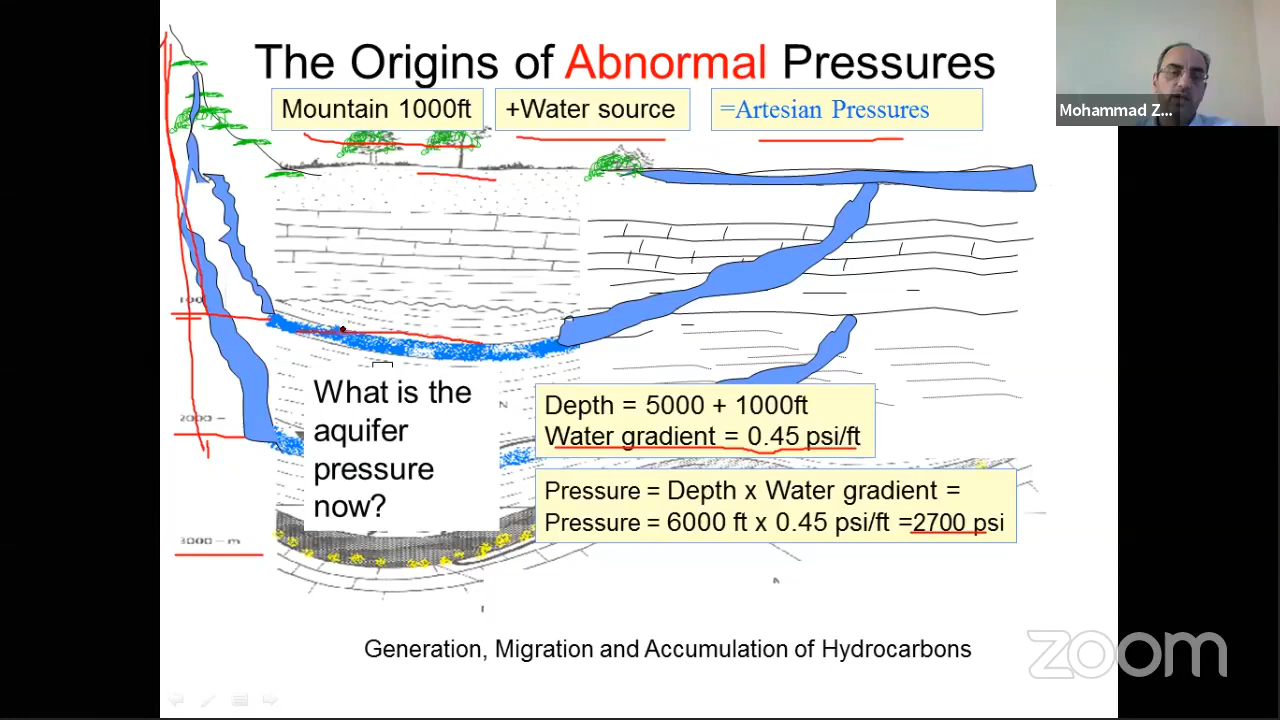 The Origins of Abnormal Pressures
Mountain 1000ft
+Water source
=Artesian Pressures
Mohammad Z...
What is the
aquifer
pressure
now?
Depth = 5000 + 1000ft
Water gradient = 0.45 psi/ft
Pressure = Depth x Water gradient =
Pressure = 6000 ft x 0.45 psi/ft =2700 psi
2000 –
N
3000 – m
Generation, Migration and Accumulation of Hydrocarbons
zoom